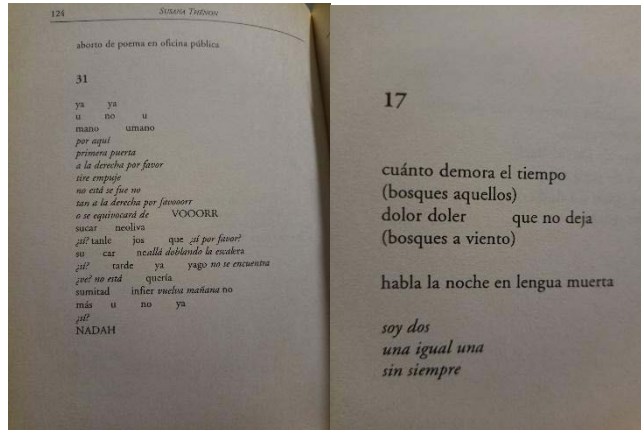 124 SUSANA THÉNON
aborto de poema en oficina pública
31
ya ya
u no u
mano umano
por aquí
primera puerta
a la derecha por favor
tire empuje
no está se fue no
tan a la derecha por favooorr
o se equivocará de VOOORR
sucar neoliva
¿sí? tanle jos que ¿sí por favor?
su car neallá doblando la escalera
¿sí? tarde ya yago no se encuentra
¿ve? no está quería
sumitad infier vuelva mañana no
más u no ya
¿sí?
NADAH
17
cuánto demora el tiempo
(bosques aquellos)
dolor doler que no deja
(bosques a viento)
habla la noche en lengua muerta
soy dos
una igual una
sin siempre